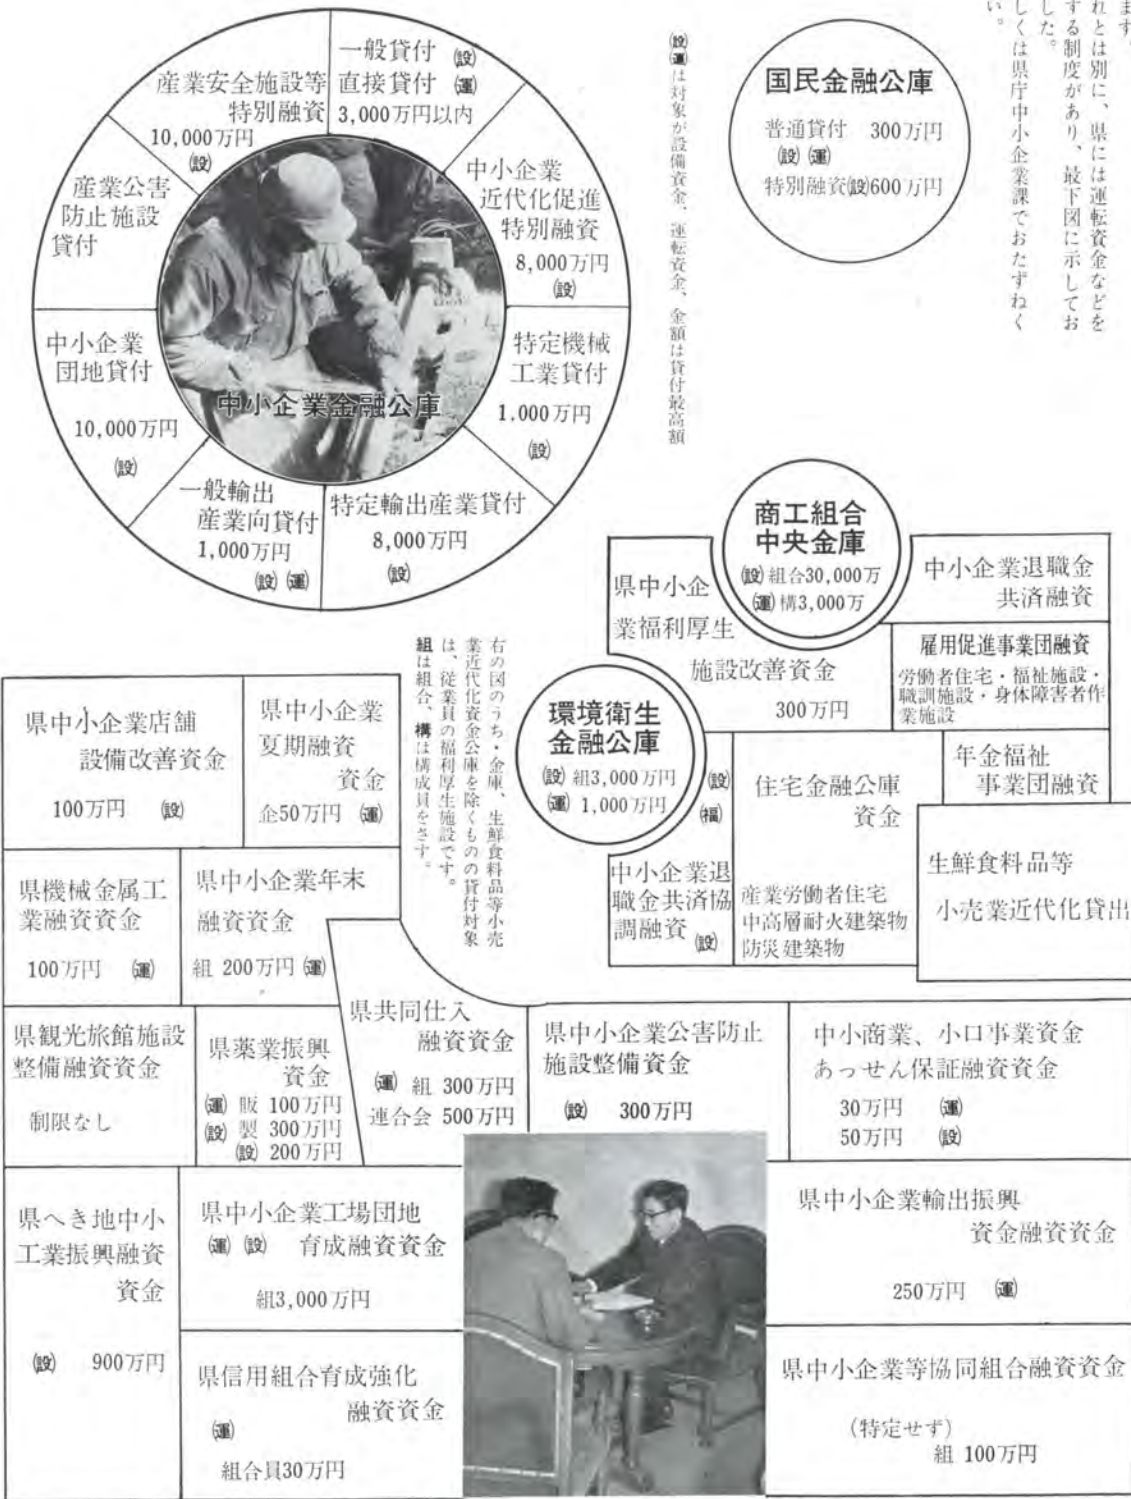 ます。
れとは別に、県には運転資金などを
する制度があり、最下図に示してお
した。
しくは県庁中小企業課でおたずねく
い。
国民金融公庫
普通貸付 300万円
(設)(運)
特別融資(設)600万円
(設)(運)は対象が設備資金、運転資金、金額は貸付最高額
一般貸付 (設)
直接貸付 (運)
3,000万円以内
中小企業
近代化促進
特別融資
8,000万円
(設)
特定機械
工業貸付
1.000万円
(設)
特定輸出産業貸付
8,000万円
(設)
一般輸出
産業向貸付
1,000万円
(設)(運)
中小企業
団地貸付
10,000万円
(設)
産業公害
防止施設
貸付
産業安全施設等
特別融資
10,000万円
(設)
中小企業金融公庫
商工組合
中央金庫
(設)組合30,000万
(運)構3,000万
県中小企
業福利厚生
施設改善資金
300万円
中小企業退職金
共済融資
雇用促進事業団融資
労働者住宅・福祉施設・
職訓施設・身体障害者作
業施設
環境衛生
金融公庫
(設)組3,000万円
(運)1,000万円
(設)
(福)
中小企業退
職金共済協
調融資 (設)
住宅金融公庫
資金
産業労働者住宅
中高層耐火建築物
防災建築物
年金福祉
事業団融資
生鮮食料品等
小売業近代化貸出
右の図のうち・金庫、生鮮食料品等小売
業近代化資金公庫を除くものの貸付対象
は、従業員の福利厚生施設です。
組は組合、構は構成員をさす。
県中小企業店舗
設備改善資金
100万円 (設)
県中小企業
夏期融資
資金
企50万円 (運)
県機械金属工
業融資資金
100万円 (運)
県中小企業年末
融資資金
組 200万円 (運)
県観光旅館施設
整備融資資金
制限なし
県薬業振興
資金
(運) 販 100万円
(設) 製 300万円
(設) 200万円
県共同仕入
融資資金
(運) 組 300万円
連合会 500万円
県中小企業公害防止
施設整備資金
(設) 300万円
中小商業、小口事業資金
あっせん保証融資資金
30万円 (運)
50万円 (設)
県へき地中小
工業振興融資
資金
(設) 900万円
県中小企業工場団地
(運)(設) 育成融資資金
組3,000万円
県信用組合育成強化
融資資金
(運)
組合員30万円
県中小企業輸出振興
資金融資資金
250万円 (運)
県中小企業等協同組合融資資金
(特定せず)
組 100万円